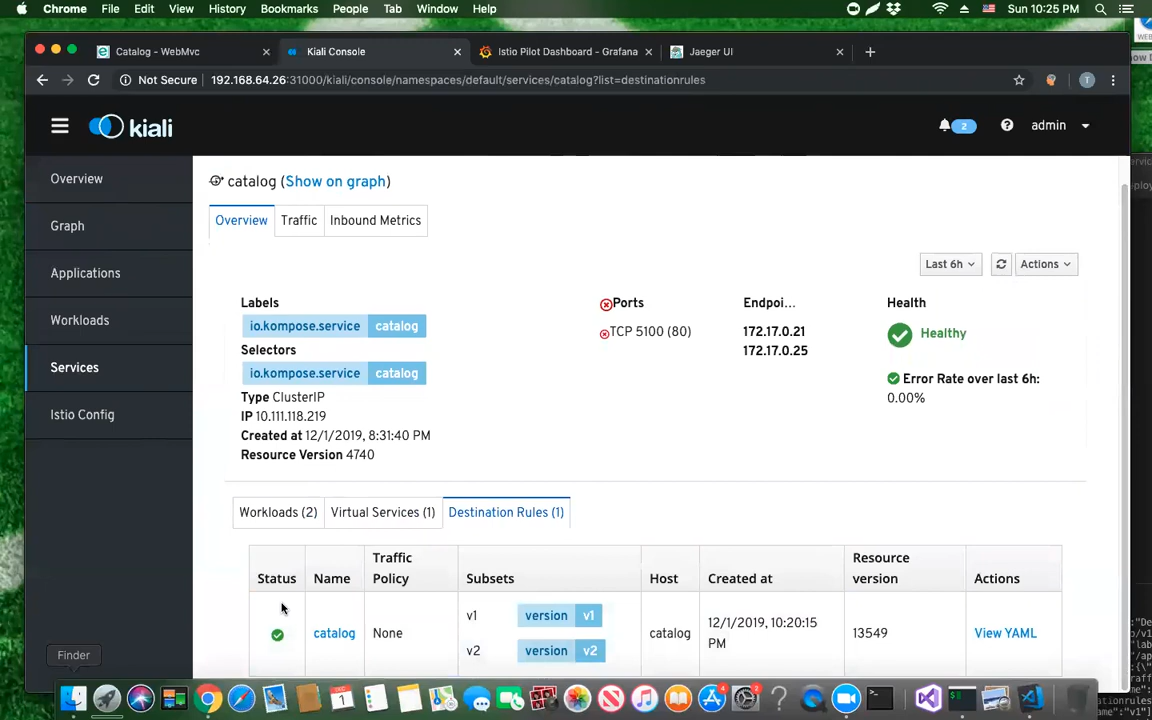 Chrome File Edit View History Bookmarks People Tab Window Help Sun 10:25 PM
Catalog - WebMvc Kiali Console Istio Pilot Dashboard - Grafana Jaeger UI
Not Secure 192.168.64.26:31000/kiali/console/namespaces/default/services/catalog?list=destinationrules T
kiali 2 admin
Overview
Graph
Applications
Workloads
Services
Istio Config
catalog (Show on graph)
Overview Traffic Inbound Metrics
Last 6h Actions
Labels
io.kompose.service catalog
Selectors
io.kompose.service catalog
Type ClusterIP
IP 10.111.118.219
Created at 12/1/2019, 8:31:40 PM
Resource Version 4740
Ports
TCP 5100 (80)
Endpoi...
172.17.0.21
172.17.0.25
Health
Healthy
Error Rate over last 6h:
0.00%
Workloads (2) Virtual Services (1) Destination Rules (1)
Status Name Traffic Policy Subsets Host Created at Resource version Actions
catalog None v1 version v1 catalog 12/1/2019, 10:20:15 PM 13549 View YAML
v2 version v2
Finder